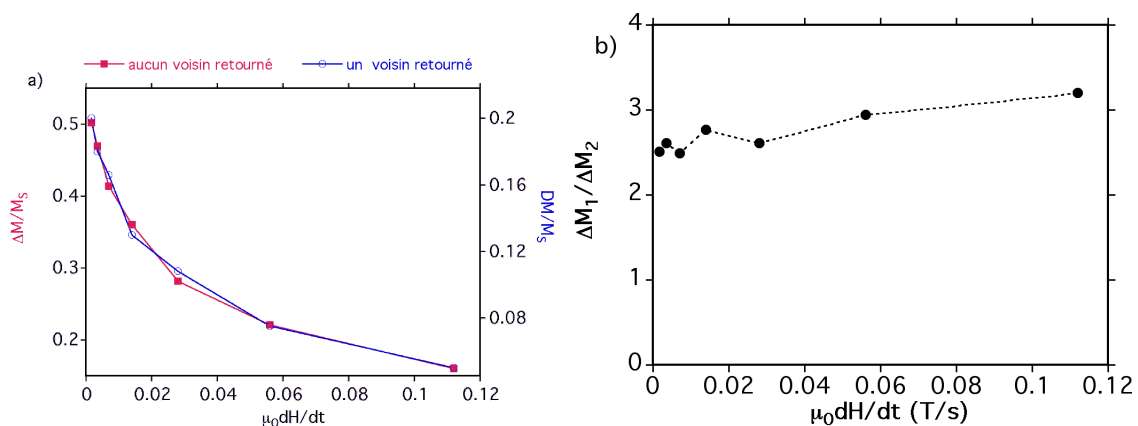 aucun voisin retourné
un voisin retourné
a)
0.5
0.4
0.3
0.2
ΔM/M_S
0.2
0.16
0.12
0.08
DM/M_S
0 0.02 0.04 0.06 0.08 0.1 0.12
μ₀dH/dt
b)
4
3
2
1
0
ΔM₁/ΔM₂
0 0.02 0.04 0.06 0.08 0.1 0.12
μ₀dH/dt (T/s)